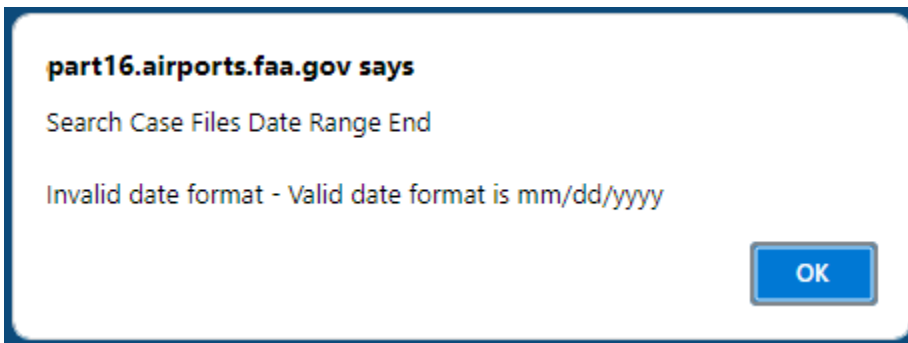 part16.airports.faa.gov says
Search Case Files Date Range End
Invalid date format - Valid date format is mm/dd/yyyy
OK